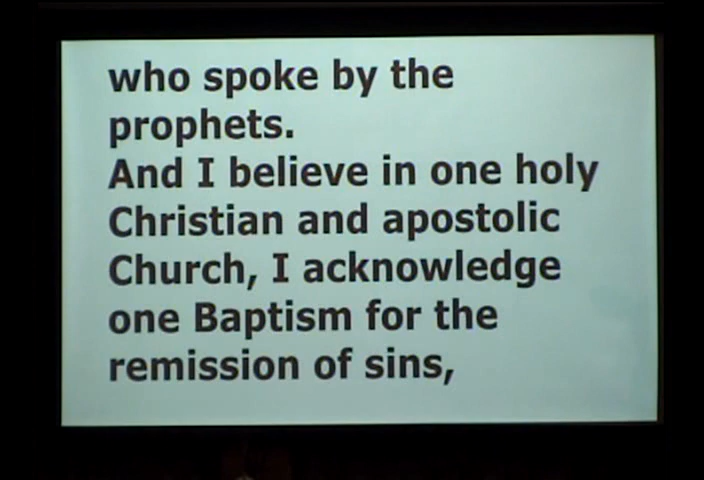 who spoke by the
prophets.
And I believe in one holy
Christian and apostolic
Church, I acknowledge
one Baptism for the
remission of sins,